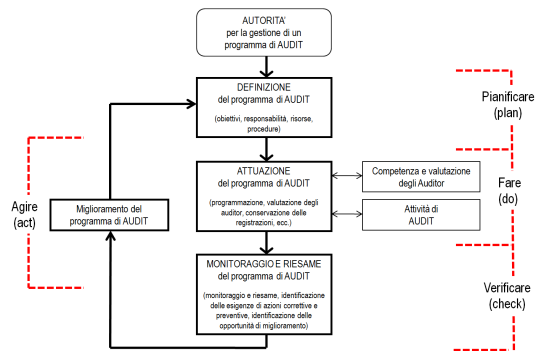 AUTORITA'
per la gestione di un
programma di AUDIT
DEFINIZIONE
del programma di AUDIT
(obiettivi, responsabilità, risorse,
procedure)
Pianificare
(plan)
ATTUAZIONE
del programma di AUDIT
(programmazione, valutazione degli
auditor, conservazione delle
registrazioni, ecc.)
Competenza e valutazione
degli Auditor
Attività di
AUDIT
Fare
(do)
Agire
(act)
Miglioramento del
programma di AUDIT
MONITORAGGIO E RIESAME
del programma di AUDIT
(monitoraggio e riesame, identificazione
delle esigenze di azioni correttive e
preventive, identificazione delle
opportunità di miglioramento)
Verificare
(check)